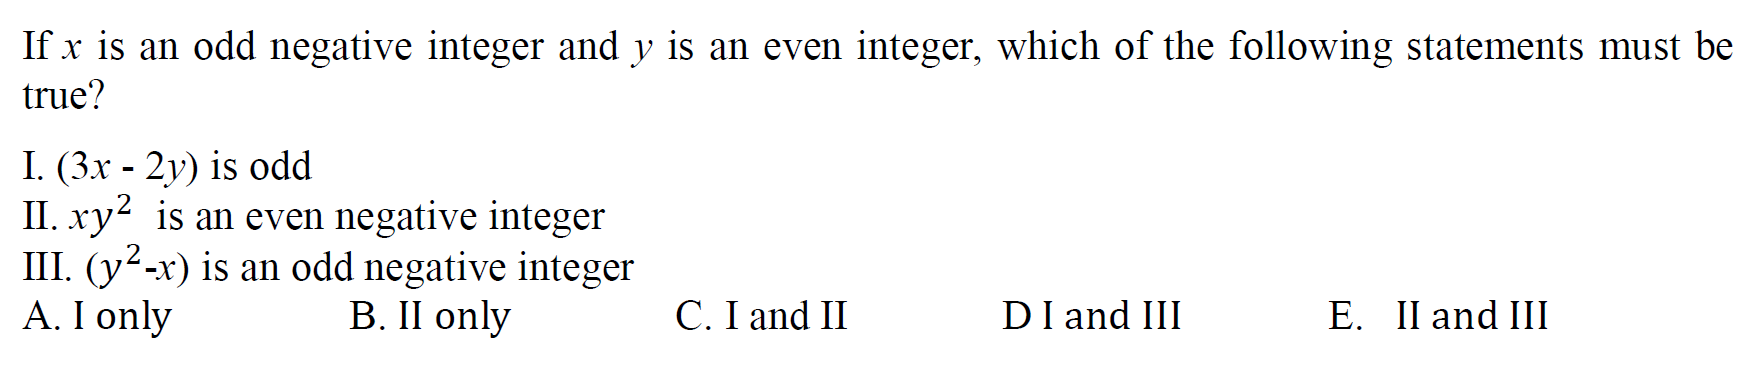 If x is an odd negative integer and y is an even integer, which of the following statements must be
true?
I. (3x - 2y) is odd
II. xy² is an even negative integer
III. (y²-x) is an odd negative integer
A. I only B. II only C. I and II D I and III E. II and III